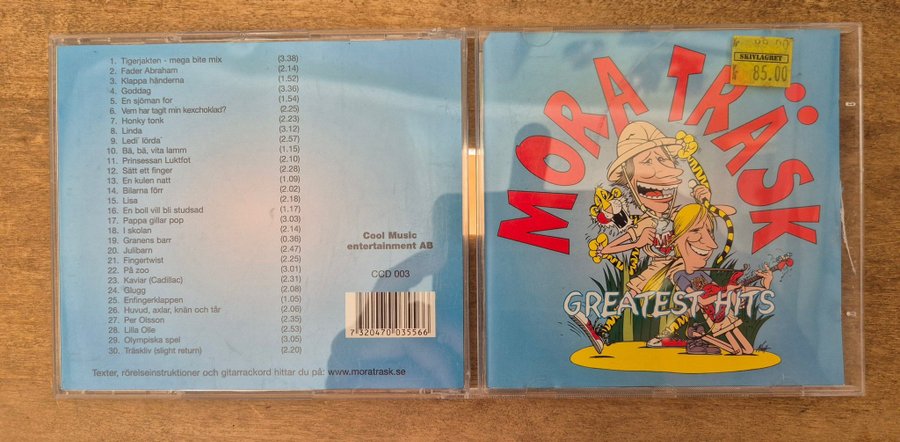 1. Tigerjakten - mega bite mix (3.38)
2. Fader Abraham (2.14)
3. Klappa händerna (1.52)
4. Goddag (3.36)
5. En sjöman for (1.54)
6. Vem har tagit min kexchoklad? (2.25)
7. Honky tonk (2.23)
8. Linda (3.12)
9. Ledi´ lörda´ (2.57)
10. Bä, bä, vita lamm (1.15)
11. Prinsessan Luktfot (2.10)
12. Sätt ett finger (2.28)
13. En kulen natt (1.09)
14. Bilarna förr (2.02)
15. Lisa (2.18)
16. En boll vill bli studsad (1.17)
17. Pappa gillar pop (3.03)
18. I skolan (2.14)
19. Granens barr (0.36)
20. Julibarn (2.47)
21. Fingertwist (2.25)
22. På zoo (3.01)
23. Kaviar (Cadillac) (2.31)
24. Glugg (2.08)
25. Enfingerklappen (1.05)
26. Huvud, axlar, knän och tår (2.06)
27. Per Olsson (2.35)
28. Lilla Olle (2.53)
29. Olympiska spel (3.05)
30. Träskliv (slight return) (2.20)
Texter, rörelseinstruktioner och gitarrackord hittar du på: www.moratrask.se
Cool Music
entertainment AB
CCD 003
7 320470 035566
MORA TRÄSK
GREATEST HITS
SKIVLAGRET
85.00